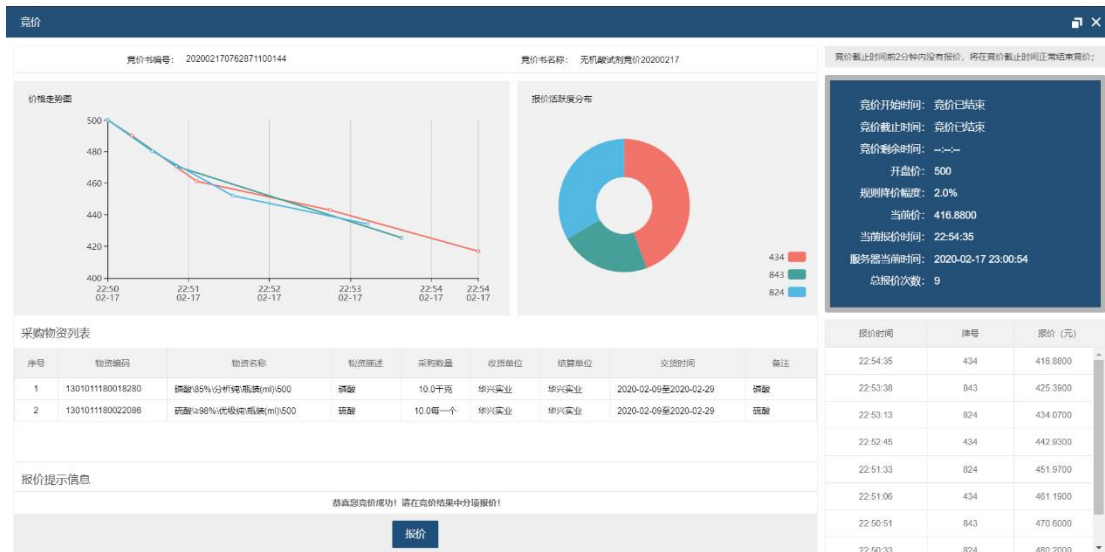 竞价
竞价书编号: 202002170762871100144
竞价书名称: 无机酸试剂竞价20200217
竞价截止时间前2分钟内没有报价，将在竞价截止时间正常结束竞价;
价格走势图
500
480
460
440
420
400
22:50 22:51 22:52 22:53 22:54 22:54
02-17 02-17 02-17 02-17 02-17 02-17
报价活跃度分布
434
843
824
竞价开始时间: 竞价已结束
竞价截止时间: 竞价已结束
竞价剩余时间: --:--:--
开盘价: 500
规则降价幅度: 2.0%
当前价: 416.8800
当前报价时间: 22:54:35
服务器当前时间: 2020-02-17 23:00:54
总报价次数: 9
采购物资列表
序号 物资编码 物资名称 物资描述 采购数量 收货单位 结算单位 交货时间 备注
1 1301011180018280 磷酸\85%\分析纯\瓶装(ml)\500 磷酸 10.0千克 华兴实业 华兴实业 2020-02-09至2020-02-29 磷酸
2 1301011180022086 硫酸\≥98%\优级纯\瓶装(ml)\500 硫酸 10.0每一个 华兴实业 华兴实业 2020-02-09至2020-02-29 硫酸
报价提示信息
恭喜您竞价成功！请在竞价结果中分项报价！
报价
报价时间 牌号 报价（元）
22:54:35 434 416.8800
22:53:38 843 425.3900
22:53:13 824 434.0700
22:52:45 434 442.9300
22:51:33 824 451.9700
22:51:06 434 461.1900
22:50:51 843 470.6000
22:50:33 824 480.2000